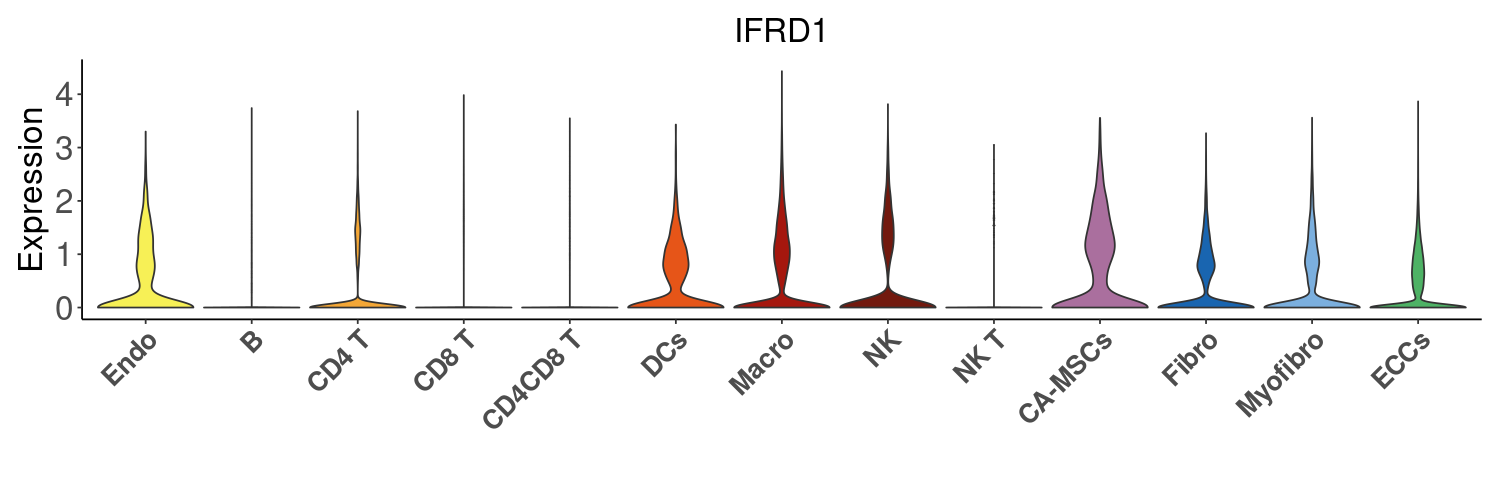 IFRD1
Expression
4
3
2
1
0
Endo
B
CD4 T
CD8 T
CD4CD8 T
DCs
Macro
NK
NK T
CA-MSCs
Fibro
Myofibro
ECCs